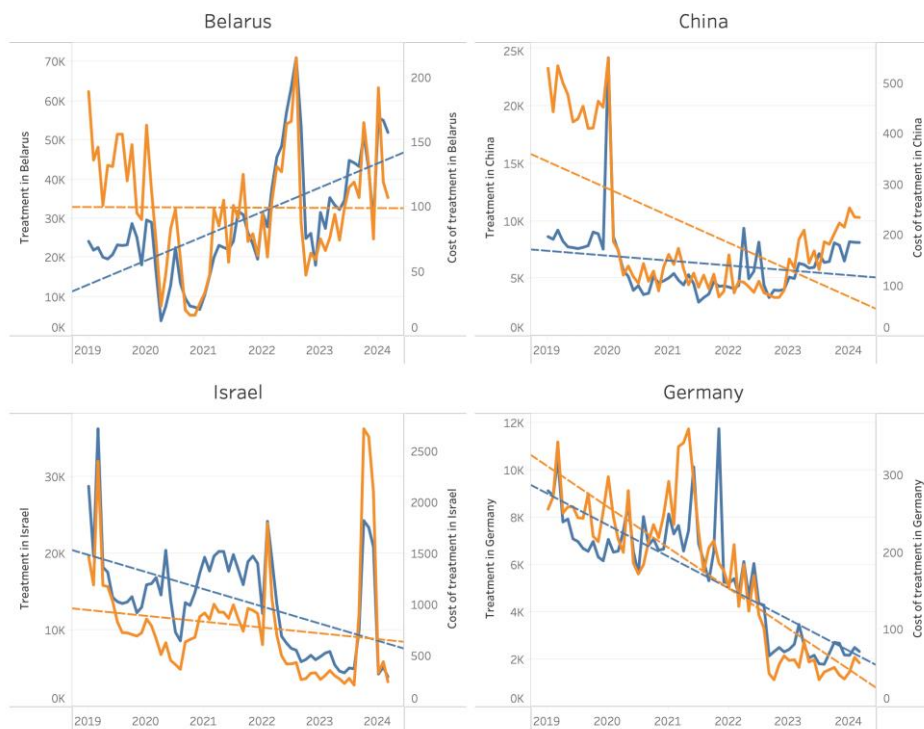 Belarus
70K
60K
50K
40K
30K
20K
10K
0K
Treatment in Belarus
200
150
100
50
0
Cost of treatment in Belarus
2019 2020 2021 2022 2023 2024
China
25K
20K
15K
10K
5K
0K
Treatment in China
500
400
300
200
100
0
Cost of treatment in China
2019 2020 2021 2022 2023 2024
Israel
30K
20K
10K
0K
Treatment in Israel
2500
2000
1500
1000
500
0
Cost of treatment in Israel
2019 2020 2021 2022 2023 2024
Germany
12K
10K
8K
6K
4K
2K
0K
Treatment in Germany
300
200
100
0
Cost of treatment in Germany
2019 2020 2021 2022 2023 2024